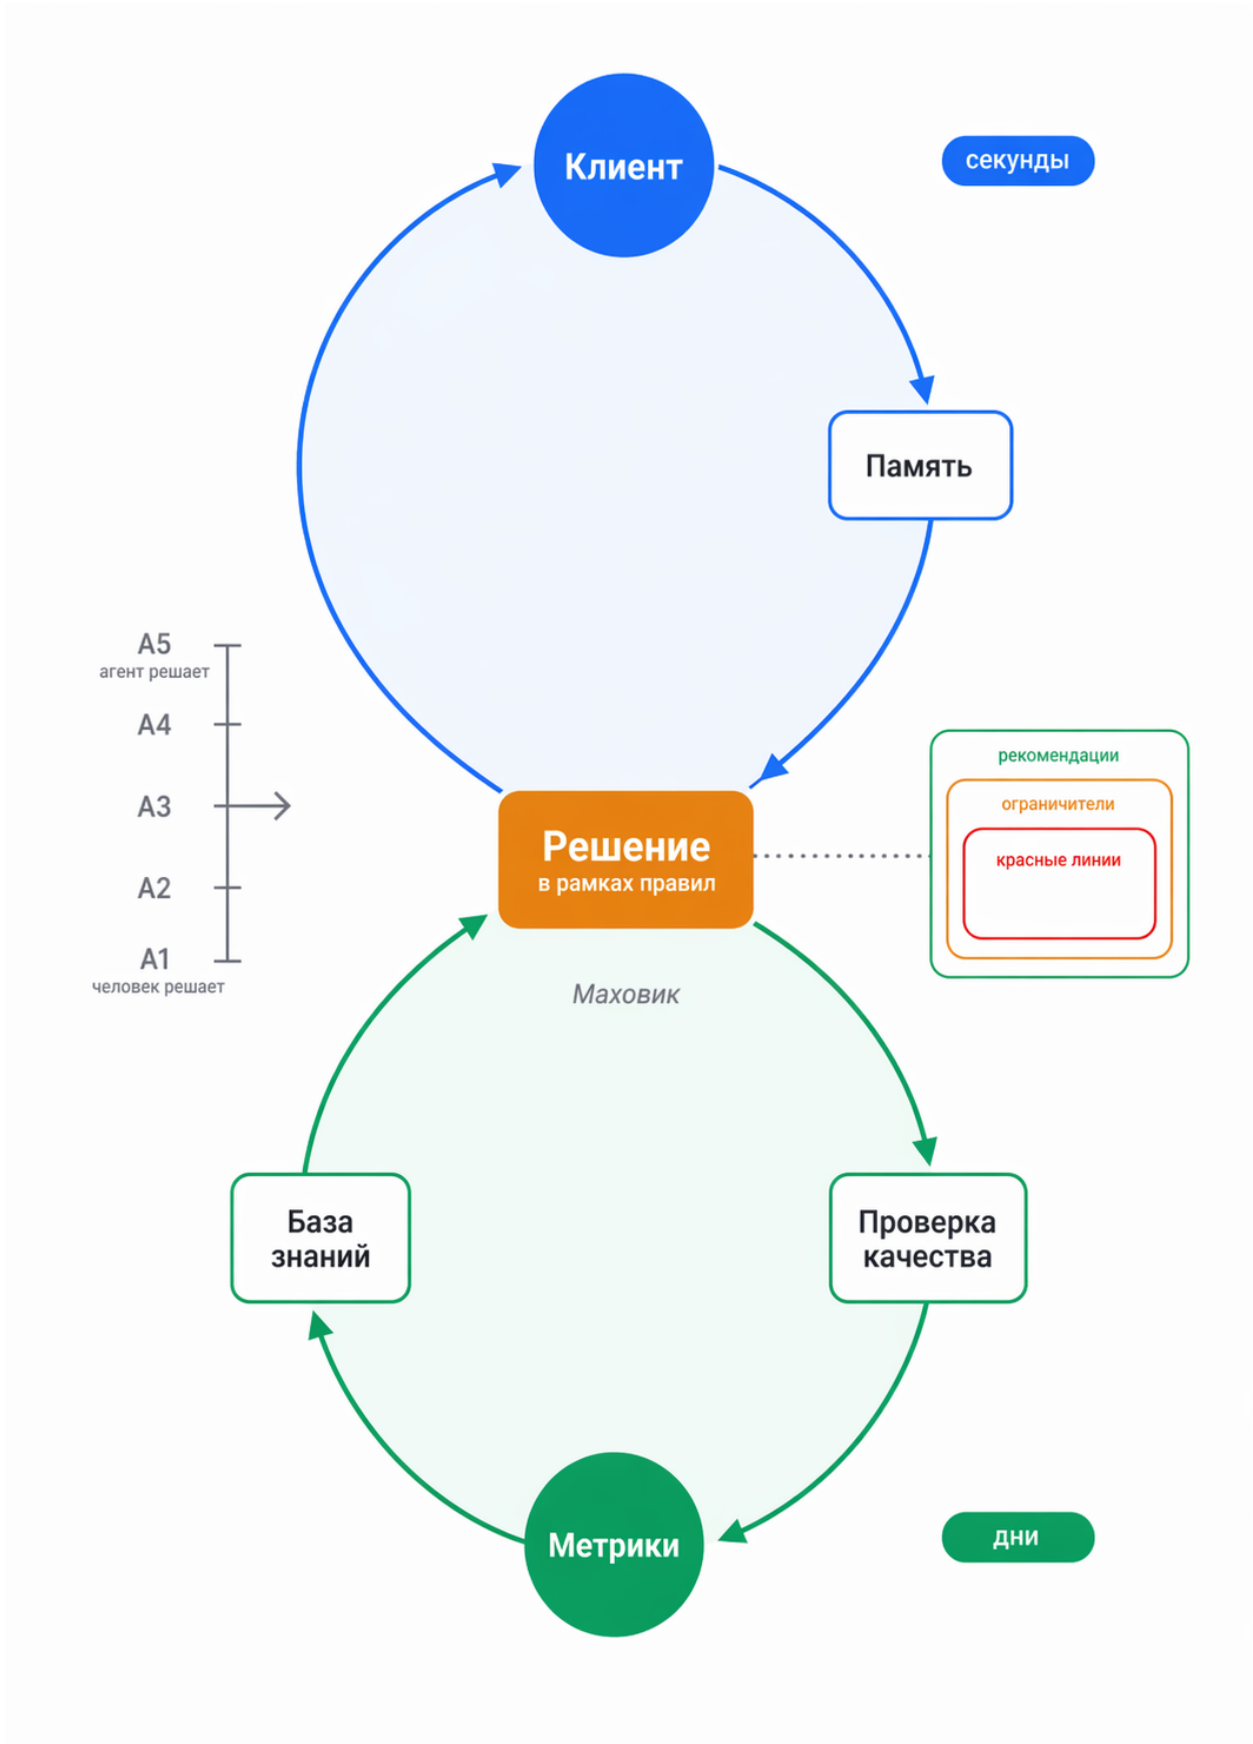 Клиент
секунды
Память
A5
агент решает
A4
A3
A2
A1
человек решает
Решение
в рамках правил
рекомендации
ограничители
красные линии
Маховик
База
знаний
Проверка
качества
Метрики
дни